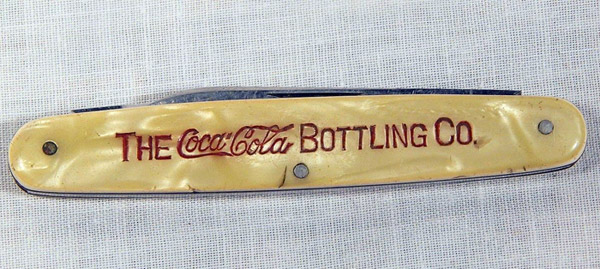 THE Coca-Cola BOTTLING CO.